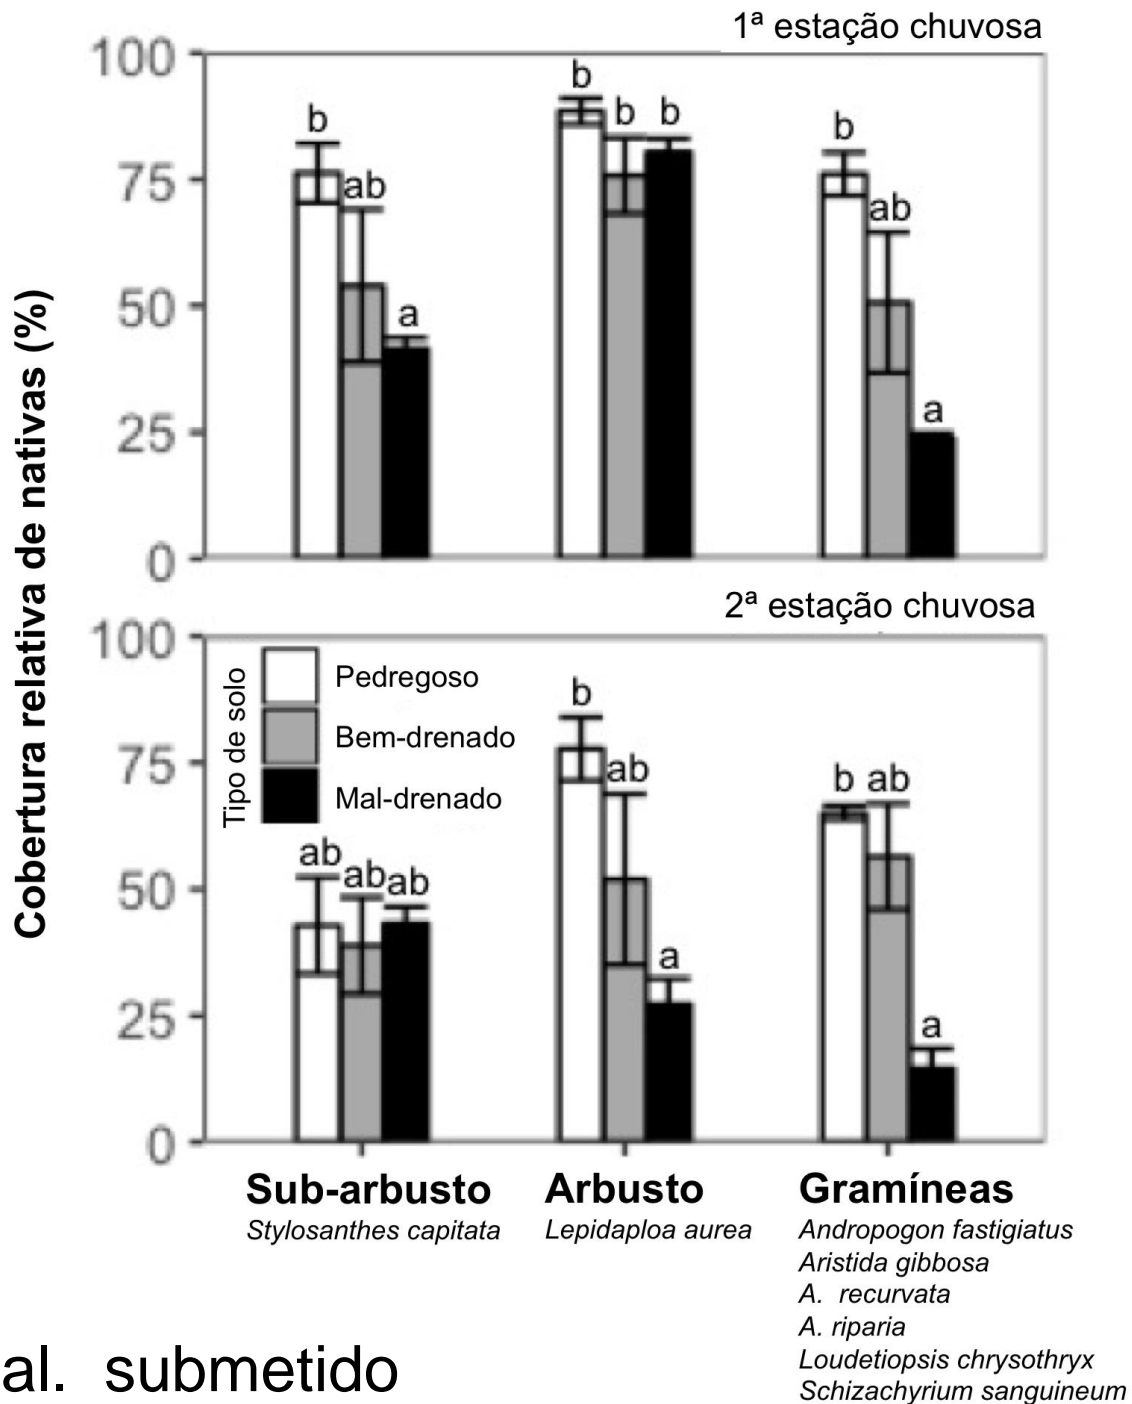 1ª estação chuvosa
100
75
50
25
0
b
ab
a
b
b
b
b
ab
a
Cobertura relativa de nativas (%)
2ª estação chuvosa
100
75
50
25
0
Tipo de solo
Pedregoso
Bem-drenado
Mal-drenado
ab
ab
ab
b
ab
a
b
ab
a
Sub-arbusto
Stylosanthes capitata
Arbusto
Lepidaploa aurea
Gramíneas
Andropogon fastigiatus
Aristida gibbosa
A. recurvata
A. riparia
Loudetiopsis chrysothryx
Schizachyrium sanguineum
al. submetido